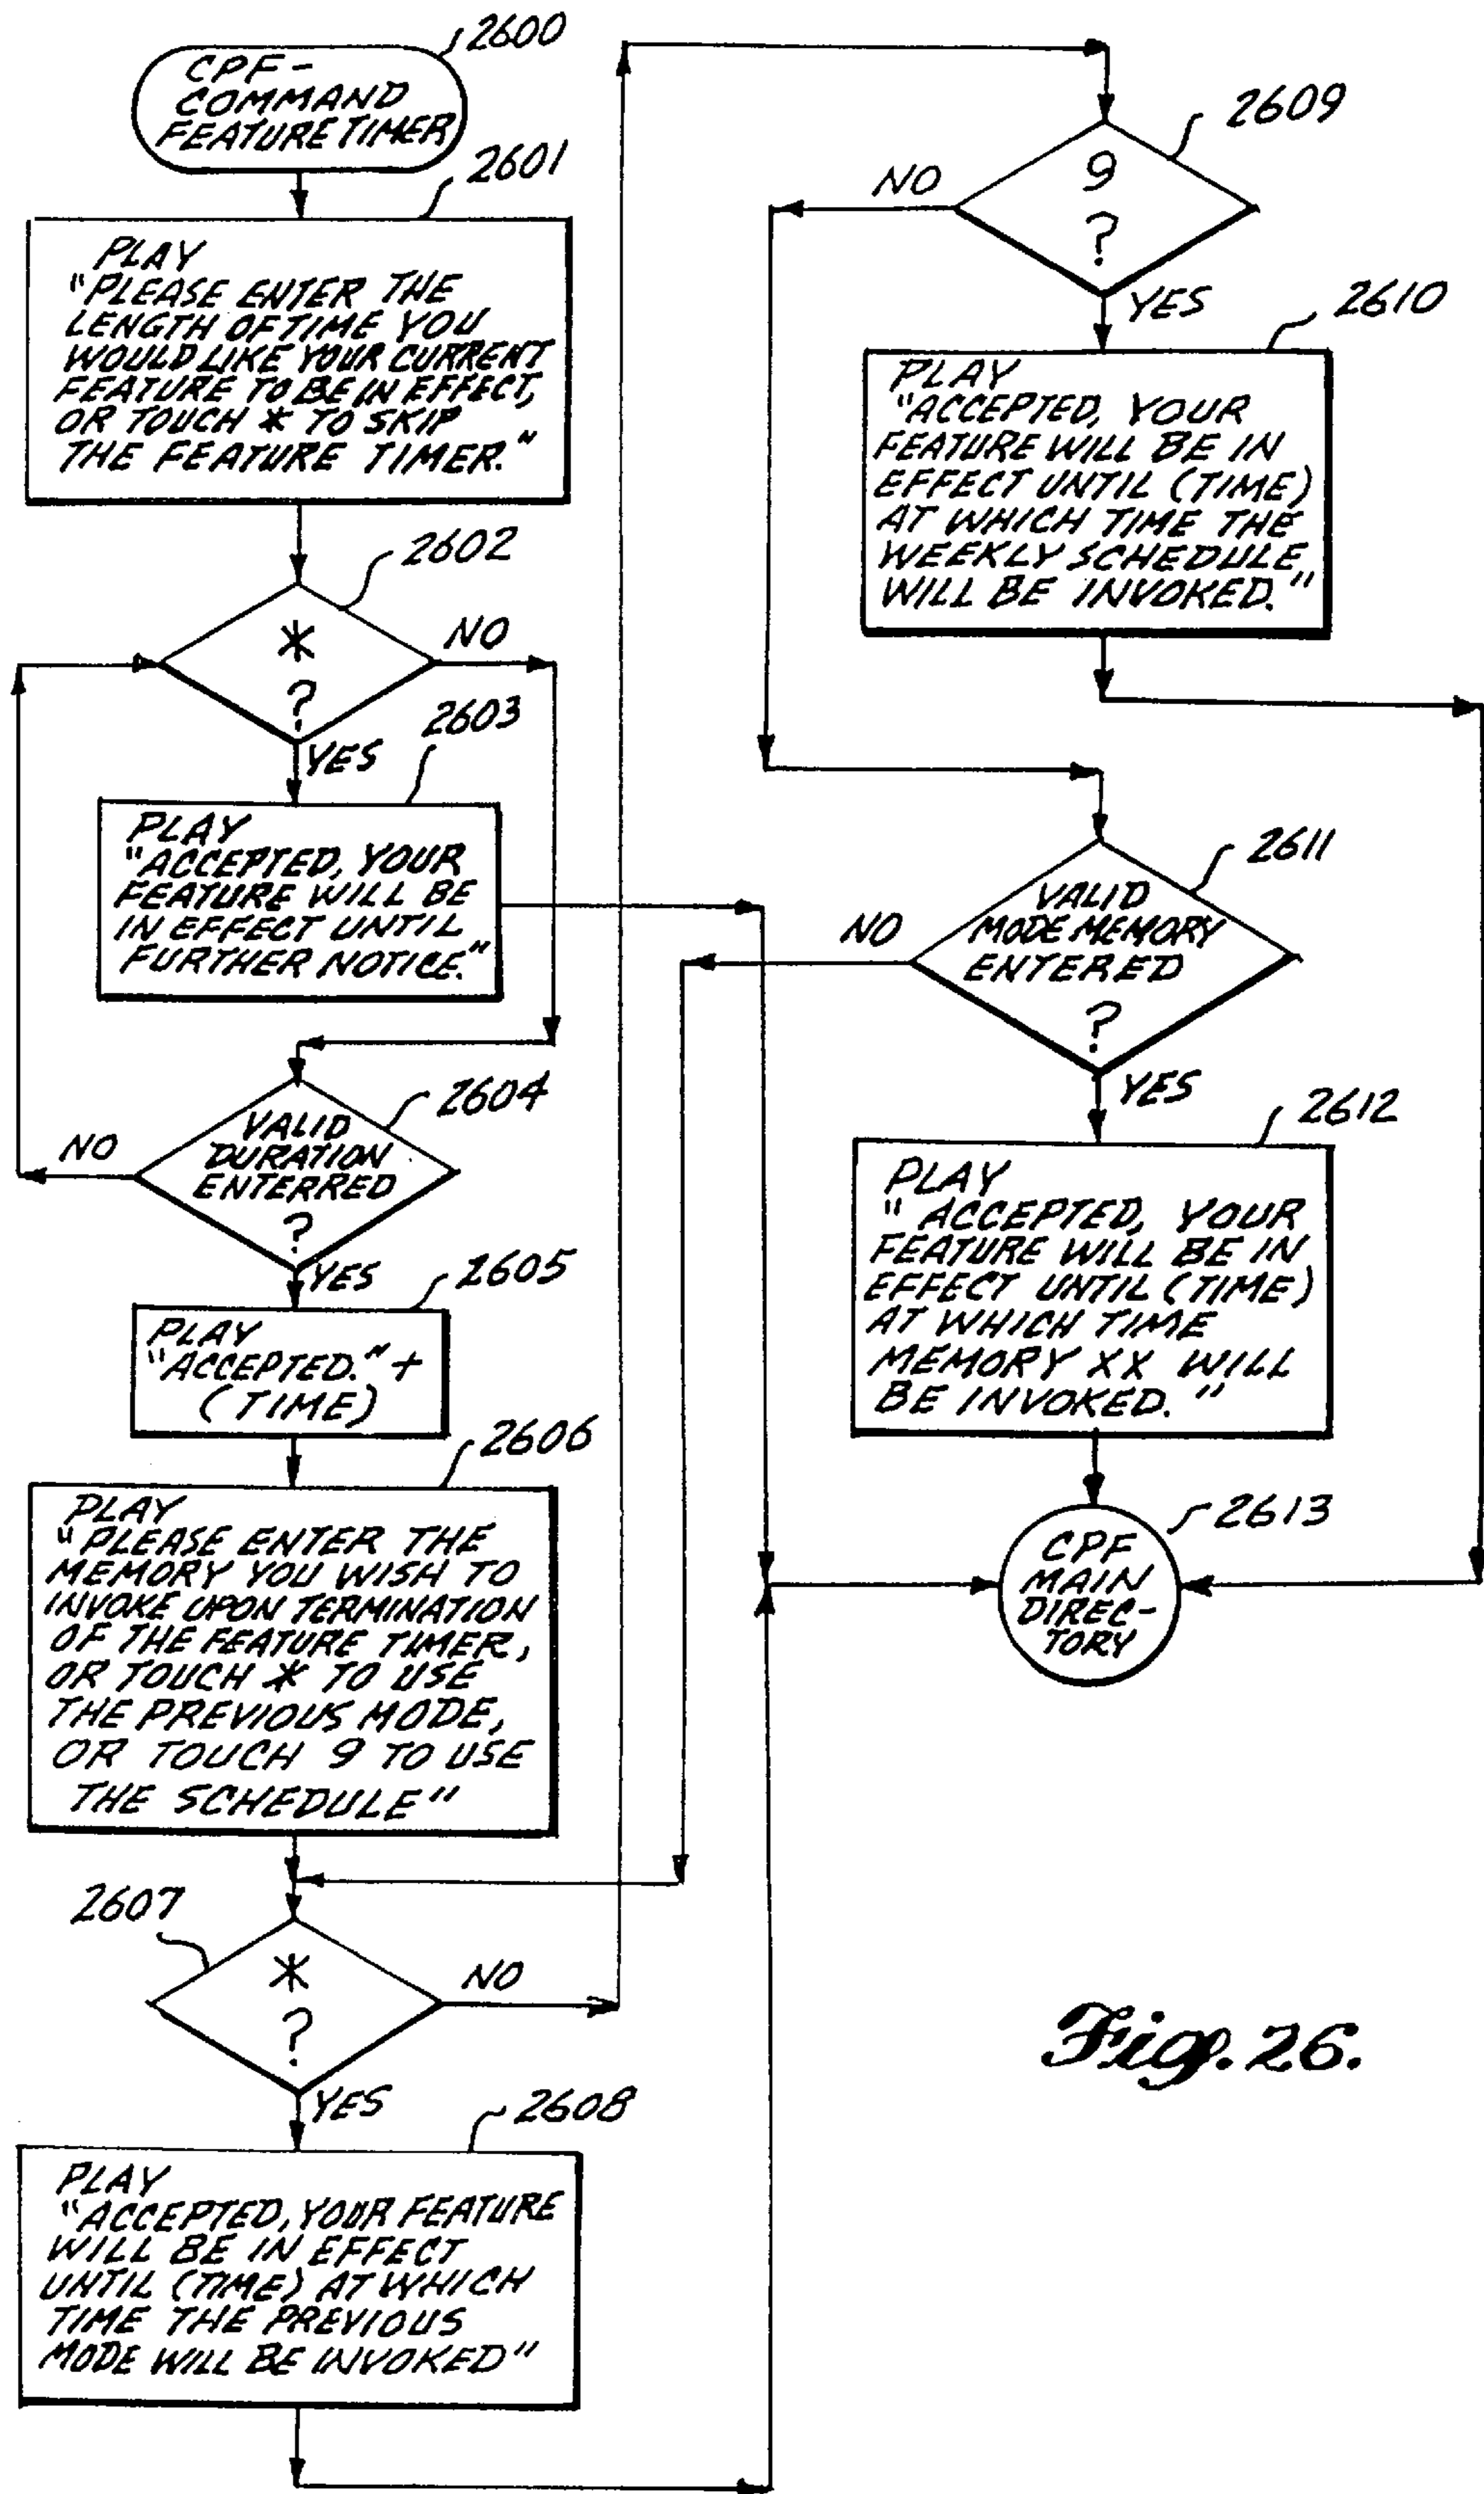 2600
CPF-
COMMAND
FEATURE TIMER
2601
PLAY
"PLEASE ENTER THE
LENGTH OF TIME YOU
WOULD LIKE YOUR CURRENT
FEATURE TO BE IN EFFECT,
OR TOUCH * TO SKIP
THE FEATURE TIMER."
2602
*
?
NO
YES
2603
PLAY
"ACCEPTED, YOUR
FEATURE WILL BE
IN EFFECT UNTIL
FURTHER NOTICE."
2604
VALID
DURATION
ENTERRED
?
NO
YES
2605
PLAY
"ACCEPTED." +
(TIME)
2606
PLAY
"PLEASE ENTER THE
MEMORY YOU WISH TO
INVOKE UPON TERMINATION
OF THE FEATURE TIMER,
OR TOUCH * TO USE
THE PREVIOUS MODE,
OR TOUCH 9 TO USE
THE SCHEDULE"
2607
*
?
NO
YES
2608
PLAY
"ACCEPTED, YOUR FEATURE
WILL BE IN EFFECT
UNTIL (TIME) AT WHICH
TIME THE PREVIOUS
MODE WILL BE INVOKED"
2609
9
?
NO
YES
2610
PLAY
"ACCEPTED, YOUR
FEATURE WILL BE IN
EFFECT UNTIL (TIME)
AT WHICH TIME THE
WEEKLY SCHEDULE
WILL BE INVOKED."
2611
VALID
MODE MEMORY
ENTERED
?
NO
YES
2612
PLAY
"ACCEPTED, YOUR
FEATURE WILL BE IN
EFFECT UNTIL (TIME)
AT WHICH TIME
MEMORY XX WILL
BE INVOKED."
2613
CPF
MAIN
DIREC-
TORY
Fig. 26.